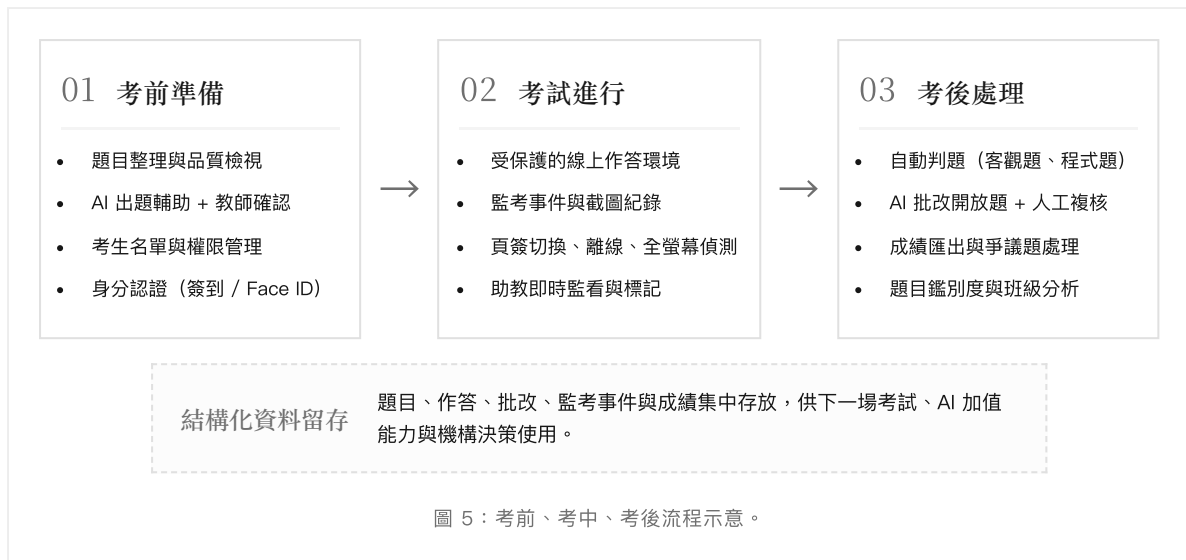 01 考前準備
• 題目整理與品質檢視
• AI 出題輔助 + 教師確認
• 考生名單與權限管理
• 身分認證（簽到 / Face ID）
→
02 考試進行
• 受保護的線上作答環境
• 監考事件與截圖紀錄
• 頁簽切換、離線、全螢幕偵測
• 助教即時監看與標記
→
03 考後處理
• 自動判題（客觀題、程式題）
• AI 批改開放題 + 人工複核
• 成績匯出與爭議題處理
• 題目鑑別度與班級分析
結構化資料留存
題目、作答、批改、監考事件與成績集中存放，供下一場考試、AI 加值
能力與機構決策使用。
圖 5：考前、考中、考後流程示意。